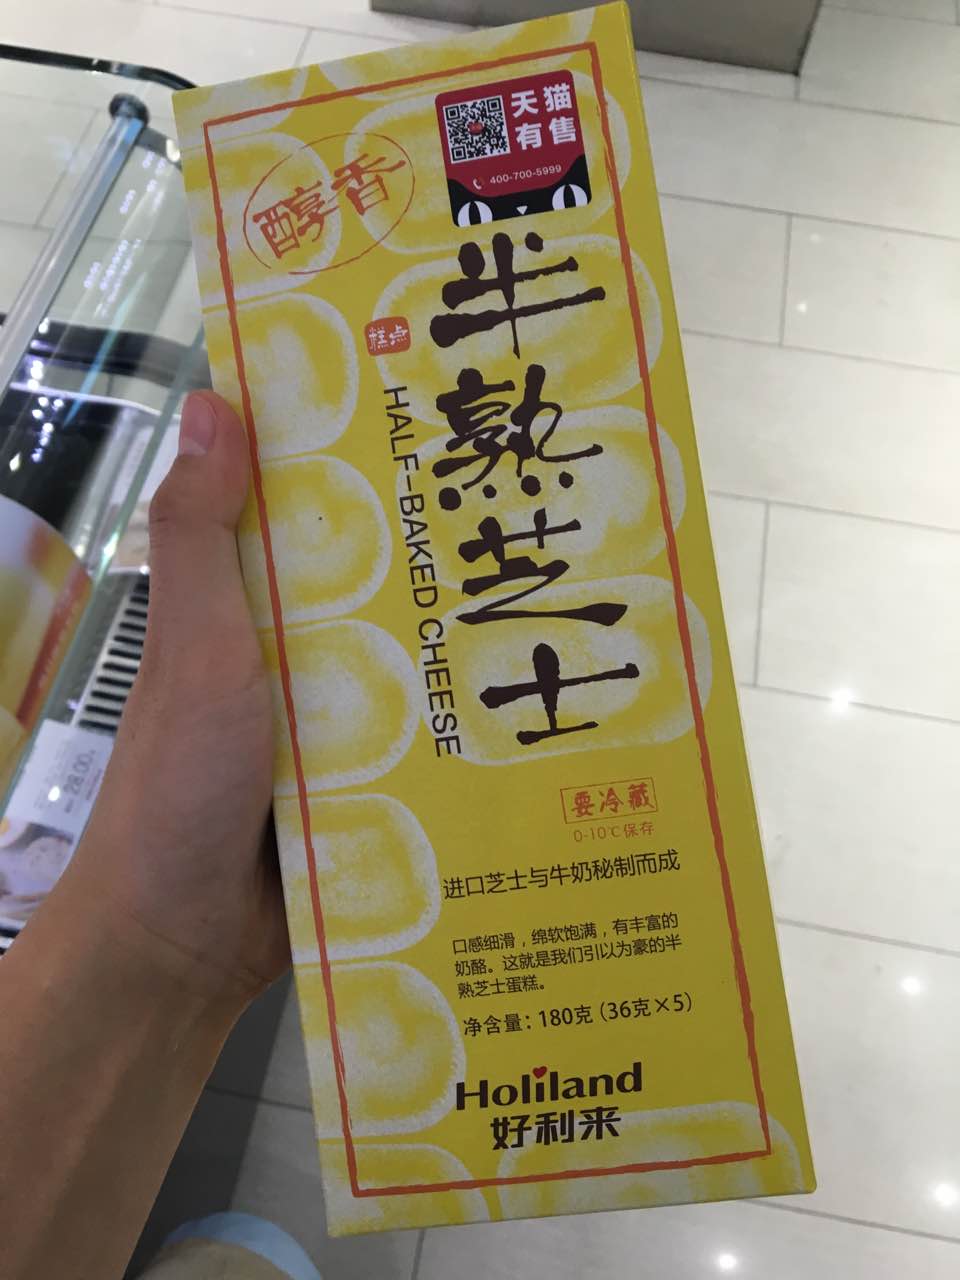 天猫
有售
400-700-5999
醇香
半熟芝士
糕点
HALF-BAKED CHEESE
要冷藏
0-10℃保存
进口芝士与牛奶秘制而成
口感细滑，绵软饱满，有丰富的
奶酪。这就是我们引以为豪的半
熟芝士蛋糕。
净含量：180克（36克×5）
Holiland
好利来
28.00